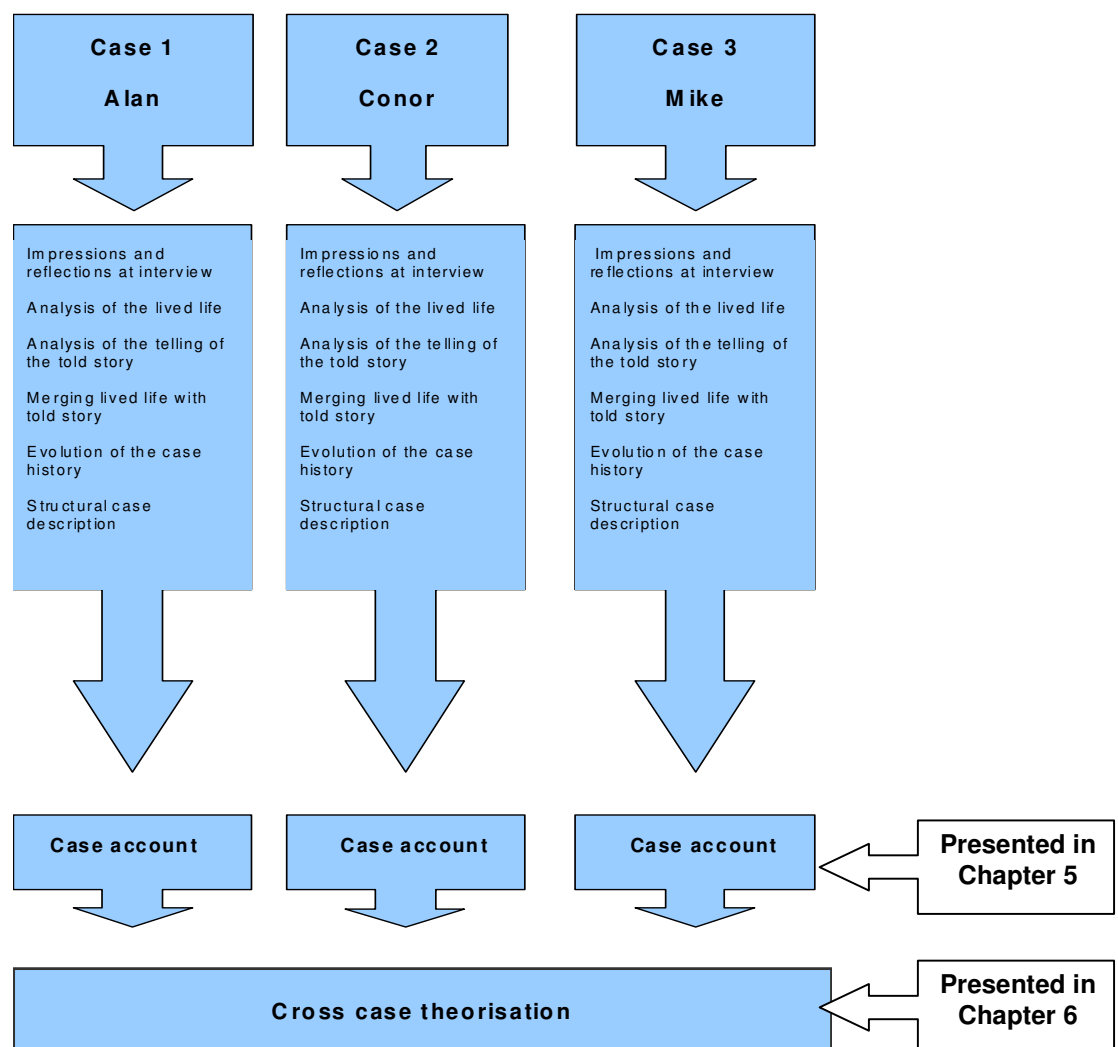 Case 1
Alan
Case 2
Conor
Case 3
Mike
Impressions and
reflections at interview
Analysis of the lived life
Analysis of the telling of
the told story
Merging lived life with
told story
Evolution of the case
history
Structural case
description
Impressions and
reflections at interview
Analysis of the lived life
Analysis of the telling of
the told story
Merging lived life with
told story
Evolution of the case
history
Structural case
description
Impressions and
reflections at interview
Analysis of the lived life
Analysis of the telling of
the told story
Merging lived life with
told story
Evolution of the case
history
Structural case
description
Case account
Case account
Case account
Presented in
Chapter 5
Cross case theorisation
Presented in
Chapter 6